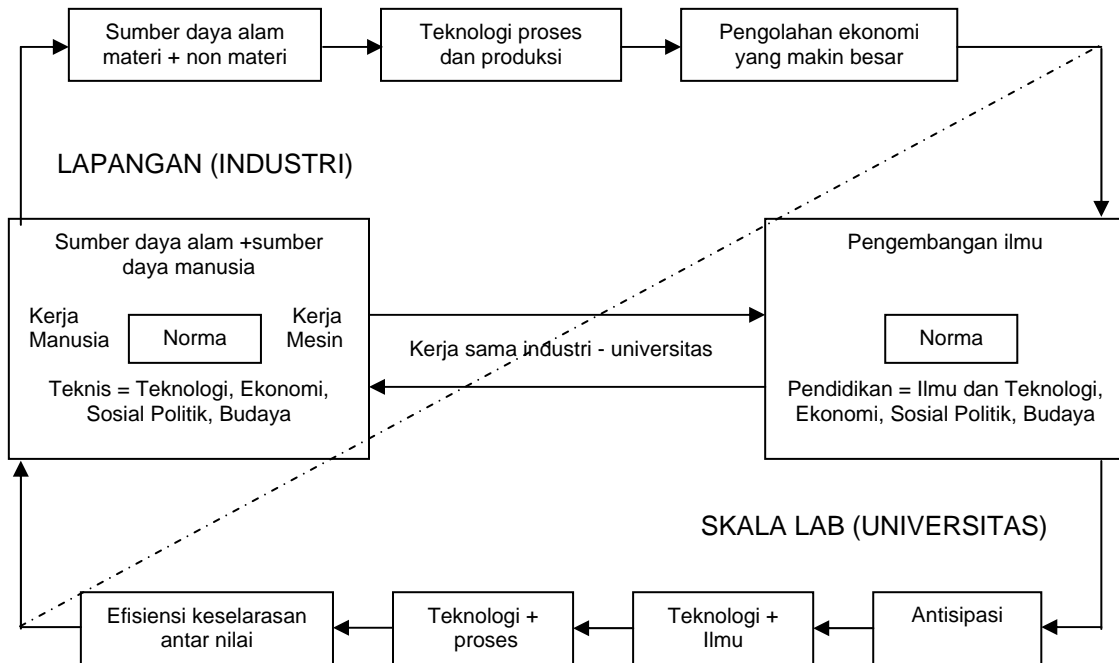 Sumber daya alam
materi + non materi
Teknologi proses
dan produksi
Pengolahan ekonomi
yang makin besar
LAPANGAN (INDUSTRI)
Sumber daya alam +sumber
daya manusia
Kerja
Manusia
Norma
Kerja
Mesin
Teknis = Teknologi, Ekonomi,
Sosial Politik, Budaya
Kerja sama industri - universitas
Pengembangan ilmu
Norma
Pendidikan = Ilmu dan Teknologi,
Ekonomi, Sosial Politik, Budaya
SKALA LAB (UNIVERSITAS)
Efisiensi keselarasan
antar nilai
Teknologi +
proses
Teknologi +
Ilmu
Antisipasi